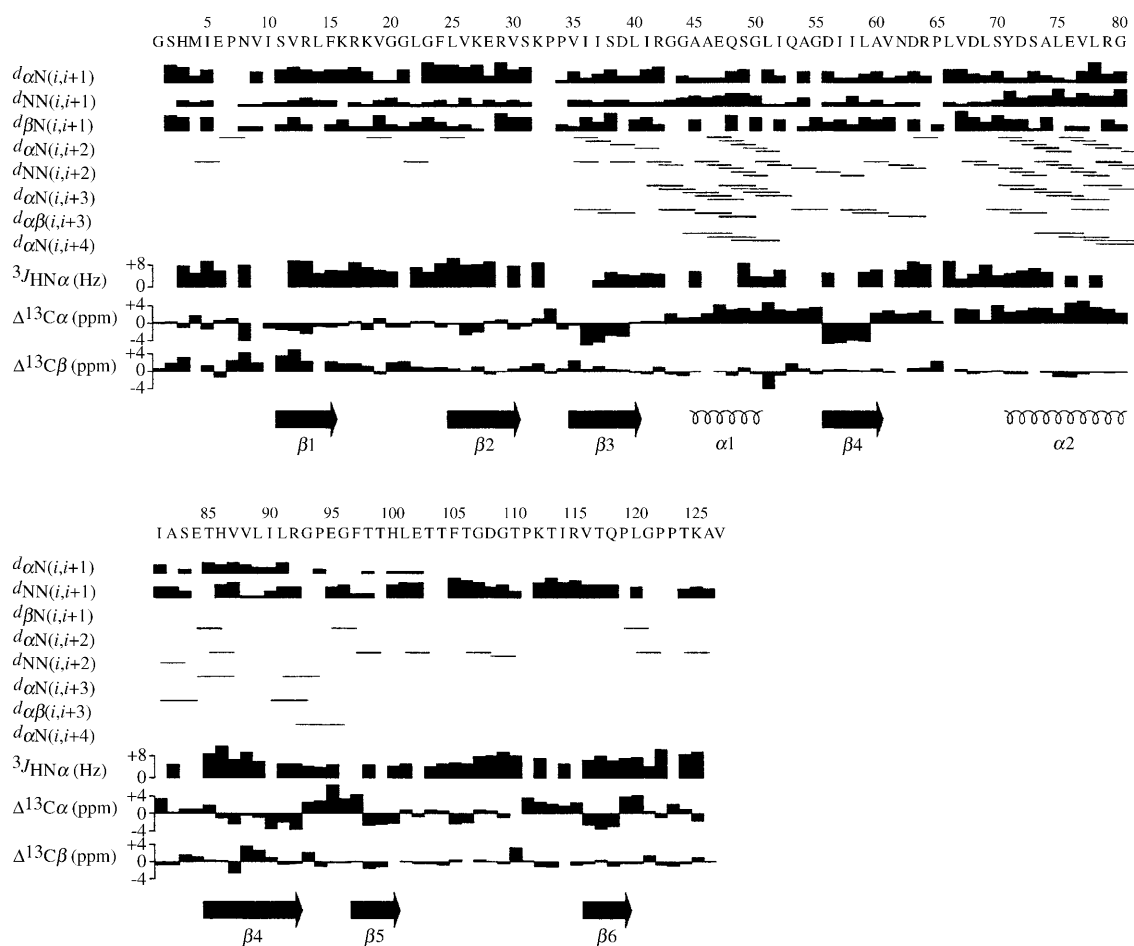 5 10 15 20 25 30 35 40 45 50 55 60 65 70 75 80
GSHMIEPNVISVRLFKRKVGGLGFLVKERVSKPPVIISDLIRGGAAEQSGLIQAGDIILAVNDRPLVDLSYDSALEVLRG
dαN(i,i+1)
dNN(i,i+1)
dβN(i,i+1)
dαN(i,i+2)
dNN(i,i+2)
dαN(i,i+3)
dαβ(i,i+3)
dαN(i,i+4)
³JHNα (Hz) +8 0
Δ¹³Cα (ppm) +4 0 -4
Δ¹³Cβ (ppm) +4 0 -4
β1 β2 β3 α1 β4 α2
85 90 95 100 105 110 115 120 125
IASETHVVLILRGPEGFTTHLETTFTGDGTPKTIRVTQPLGPPTKAV
dαN(i,i+1)
dNN(i,i+1)
dβN(i,i+1)
dαN(i,i+2)
dNN(i,i+2)
dαN(i,i+3)
dαβ(i,i+3)
dαN(i,i+4)
³JHNα (Hz) +8 0
Δ¹³Cα (ppm) +4 0 -4
Δ¹³Cβ (ppm) +4 0 -4
β4 β5 β6